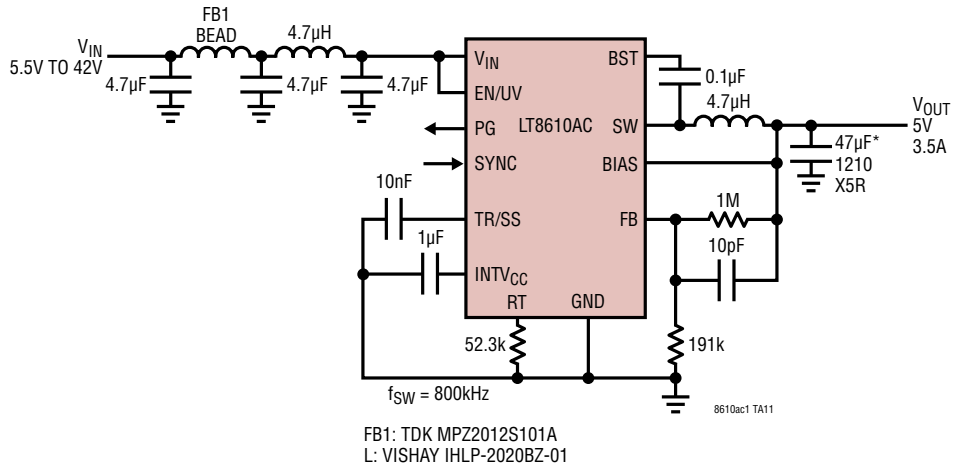 FB1
BEAD
4.7µH
VIN
5.5V TO 42V
4.7µF
4.7µF
4.7µF
VIN
EN/UV
PG
SYNC
TR/SS
INTVCC
RT
GND
LT8610AC
BST
SW
BIAS
FB
0.1µF
4.7µH
VOUT
5V
3.5A
47µF*
1210
X5R
1M
10pF
10nF
1µF
52.3k
191k
fSW = 800kHz
8610ac1 TA11
FB1: TDK MPZ2012S101A
L: VISHAY IHLP-2020BZ-01